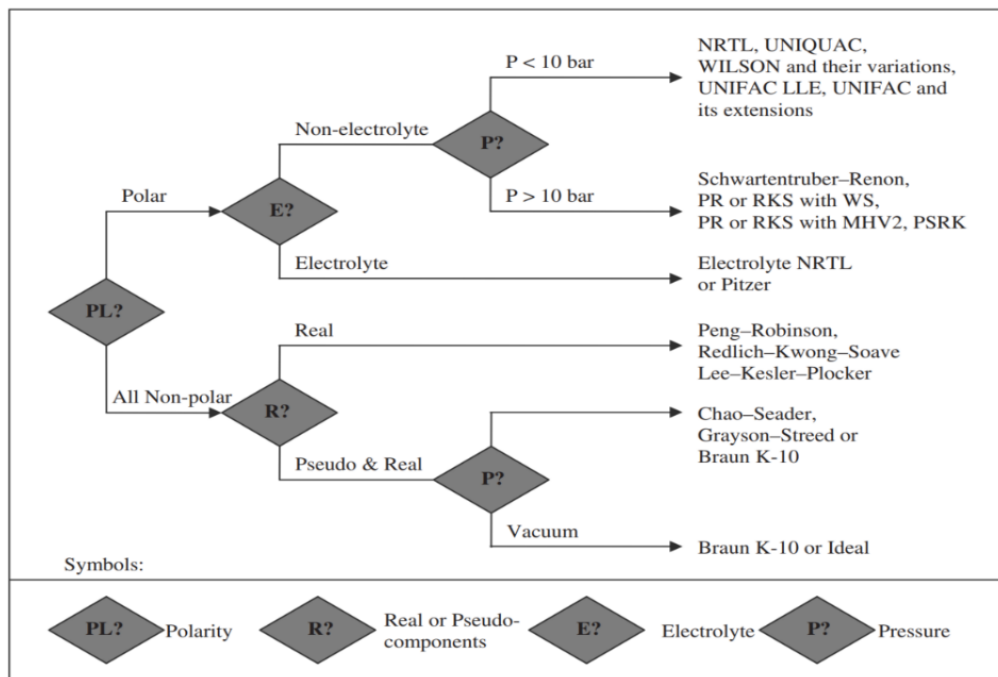 P < 10 bar
NRTL, UNIQUAC,
WILSON and their variations,
UNIFAC LLE, UNIFAC and
its extensions
Non-electrolyte
P?
Polar
E?
P > 10 bar
Schwartentruber–Renon,
PR or RKS with WS,
PR or RKS with MHV2, PSRK
Electrolyte
Electrolyte NRTL
or Pitzer
PL?
Real
Peng–Robinson,
Redlich–Kwong–Soave
Lee–Kesler–Plocker
All Non-polar
R?
Chao–Seader,
Grayson–Streed or
Braun K-10
Pseudo & Real
P?
Vacuum
Braun K-10 or Ideal
Symbols:
PL?
Polarity
R?
Real or Pseudo-
components
E?
Electrolyte
P?
Pressure